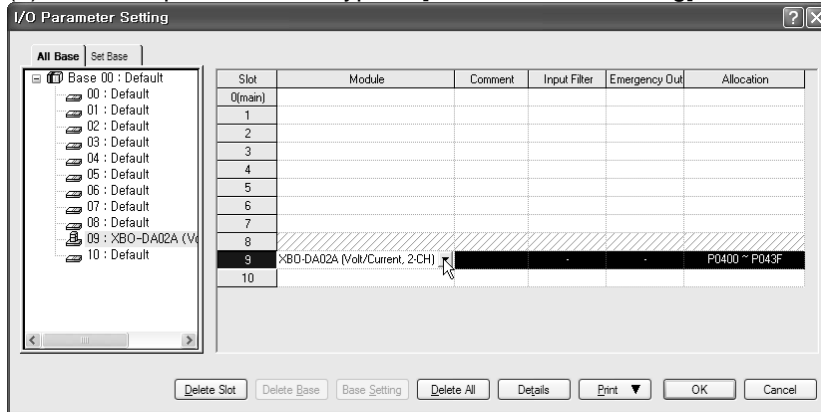 I/O Parameter Setting
All Base Set Base
Base 00 : Default
00 : Default
01 : Default
02 : Default
03 : Default
04 : Default
05 : Default
06 : Default
07 : Default
08 : Default
09 : XBO-DA02A (Vo
10 : Default
Slot Module Comment Input Filter Emergency Out Allocation
0(main)
1
2
3
4
5
6
7
8
9 XBO-DA02A (Volt/Current, 2-CH) - - P0400 ~ P043F
10
Delete Slot Delete Base Base Setting Delete All Details Print ▼ OK Cancel